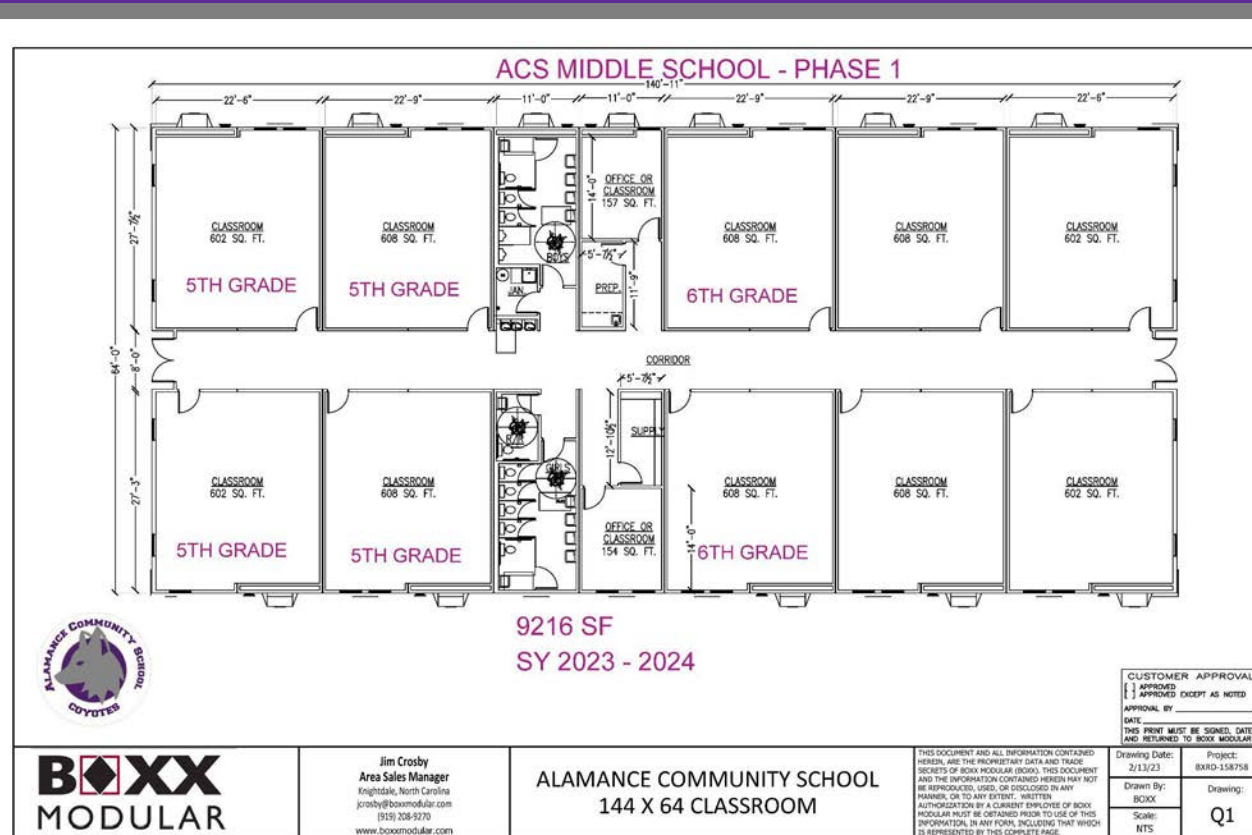 ACS MIDDLE SCHOOL - PHASE 1
140'-11"
22'-6" 22'-9" 11'-0" 11'-0" 22'-9" 22'-9" 22'-6"
27'-7½"
CLASSROOM
602 SQ. FT.
5TH GRADE
CLASSROOM
608 SQ. FT.
5TH GRADE
BOYS
JAN.
14'-0"
OFFICE OR
CLASSROOM
157 SQ. FT.
5'-7½"
PREP.
11'-9"
CLASSROOM
608 SQ. FT.
6TH GRADE
CLASSROOM
608 SQ. FT.
CLASSROOM
602 SQ. FT.
64'-0"
8'-0"
CORRIDOR
5'-7½"
27'-3"
CLASSROOM
602 SQ. FT.
5TH GRADE
CLASSROOM
608 SQ. FT.
5TH GRADE
GIRLS
12'-10½"
SUPPLY
OFFICE OR
CLASSROOM
154 SQ. FT.
14'-0"
CLASSROOM
608 SQ. FT.
6TH GRADE
CLASSROOM
608 SQ. FT.
CLASSROOM
602 SQ. FT.
9216 SF
SY 2023 - 2024
ALAMANCE COMMUNITY SCHOOL
COYOTES
CUSTOMER APPROVAL
[ ] APPROVED
[ ] APPROVED EXCEPT AS NOTED
APPROVAL BY
DATE
THIS PRINT MUST BE SIGNED, DATE
AND RETURNED TO BOXX MODULAR
BOXX
MODULAR
Jim Crosby
Area Sales Manager
Knightdale, North Carolina
jcrosby@boxxmodular.com
(919) 208-9270
www.boxxmodular.com
ALAMANCE COMMUNITY SCHOOL
144 X 64 CLASSROOM
THIS DOCUMENT AND ALL INFORMATION CONTAINED
HEREIN, ARE THE PROPRIETARY DATA AND TRADE
SECRETS OF BOXX MODULAR (BOXX). THIS DOCUMENT
AND THE INFORMATION CONTAINED HEREIN MAY NOT
BE REPRODUCED, USED, OR DISCLOSED IN ANY
MANNER, OR TO ANY EXTENT. WRITTEN
AUTHORIZATION BY A CURRENT EMPLOYEE OF BOXX
MODULAR MUST BE OBTAINED PRIOR TO USE OF THIS
INFORMATION, IN ANY FORM, INCLUDING THAT WHICH
IS REPRESENTED BY THIS COMPLETE PAGE.
Drawing Date:
2/13/23
Project:
BXRD-158758
Drawn By:
BOXX
Drawing:
Q1
Scale:
NTS